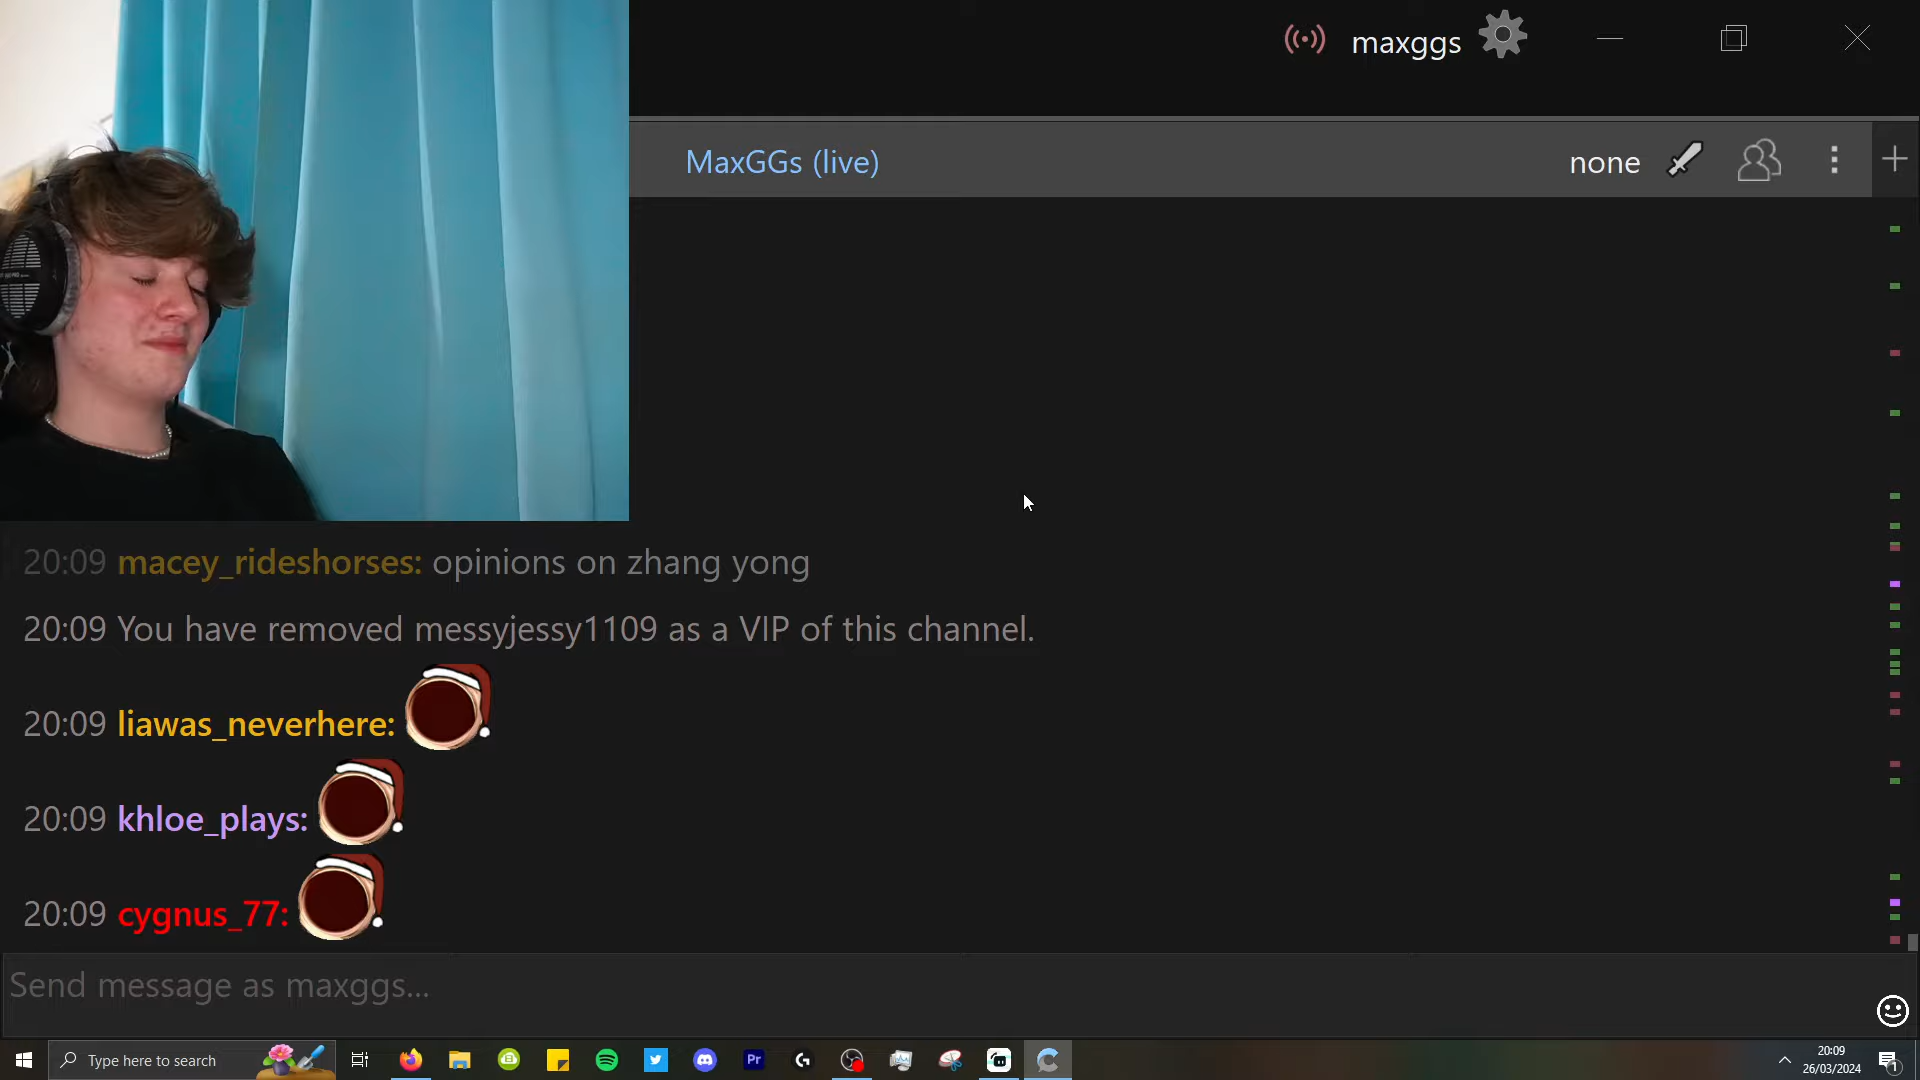 maxggs
MaxGGs (live)
none
20:09 macey_rideshorses: opinions on zhang yong
20:09 You have removed messyjessy1109 as a VIP of this channel.
20:09 liawas_neverhere:
20:09 khloe_plays:
20:09 cygnus_77:
Send message as maxggs...
Type here to search
Pr
20:09
26/03/2024
1